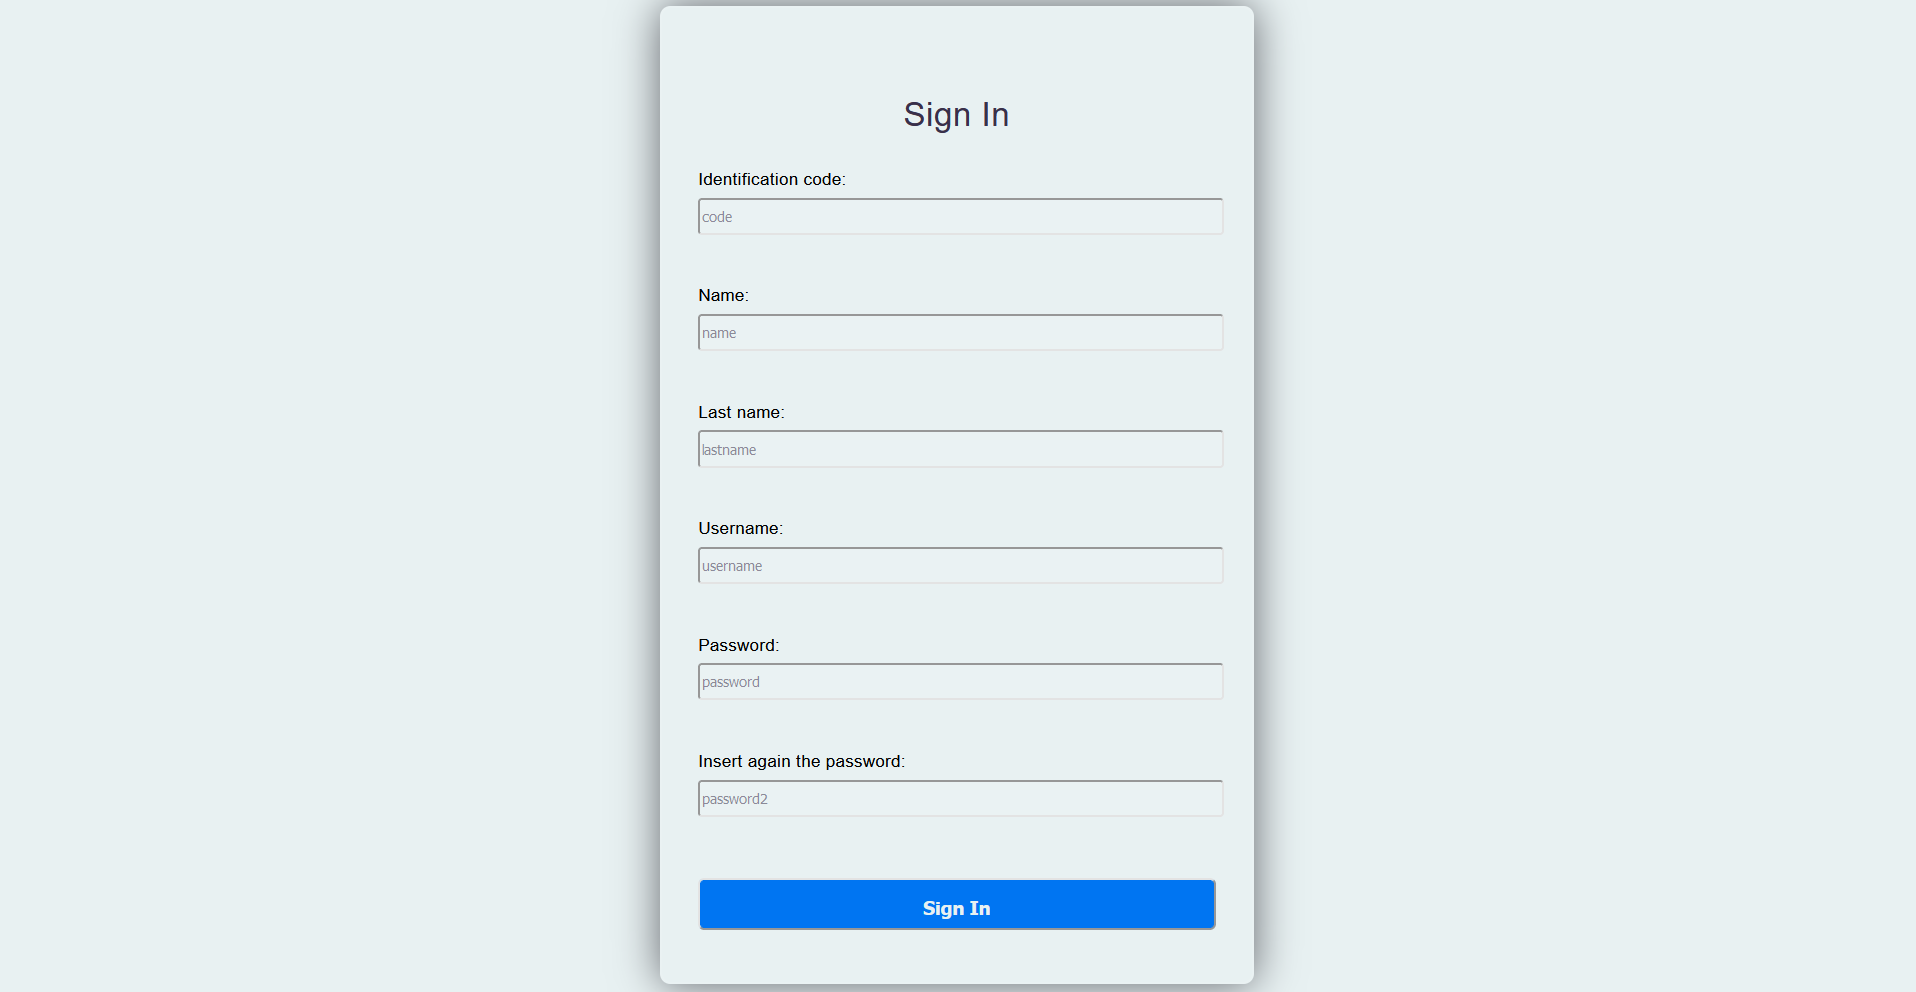 Sign In
Identification code:
code
Name:
name
Last name:
lastname
Username:
username
Password:
password
Insert again the password:
password2
Sign In